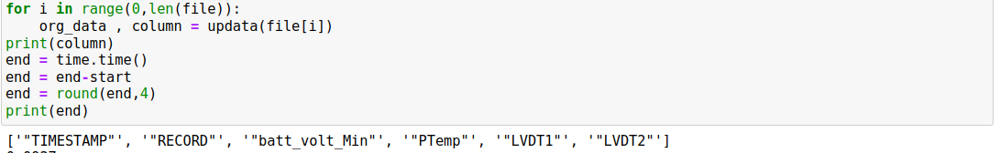 for i in range(0,len(file)):
    org_data , column = updata(file[i])
print(column)
end = time.time()
end = end-start
end = round(end,4)
print(end)
['"TIMESTAMP"', '"RECORD"', '"batt_volt_Min"', '"PTemp"', '"LVDT1"', '"LVDT2"']